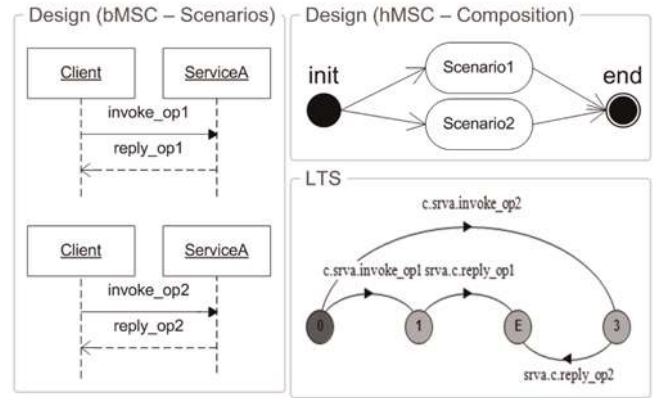 Design (bMSC – Scenarios)
Client
ServiceA
invoke_op1
reply_op1
Client
ServiceA
invoke_op2
reply_op2
Design (hMSC – Composition)
init
Scenario1
Scenario2
end
LTS
c.srva.invoke_op2
c.srva.invoke_op1 srva.c.reply_op1
0
1
E
3
srva.c.reply_op2